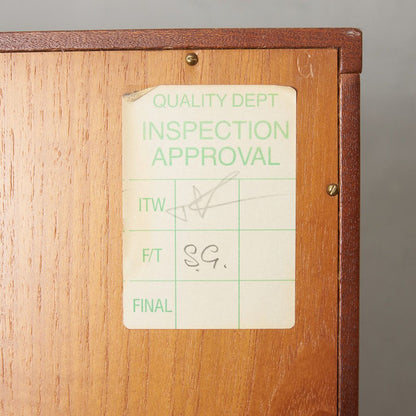 QUALITY DEPT
INSPECTION
APPROVAL
ITW
F/T S.G.
FINAL